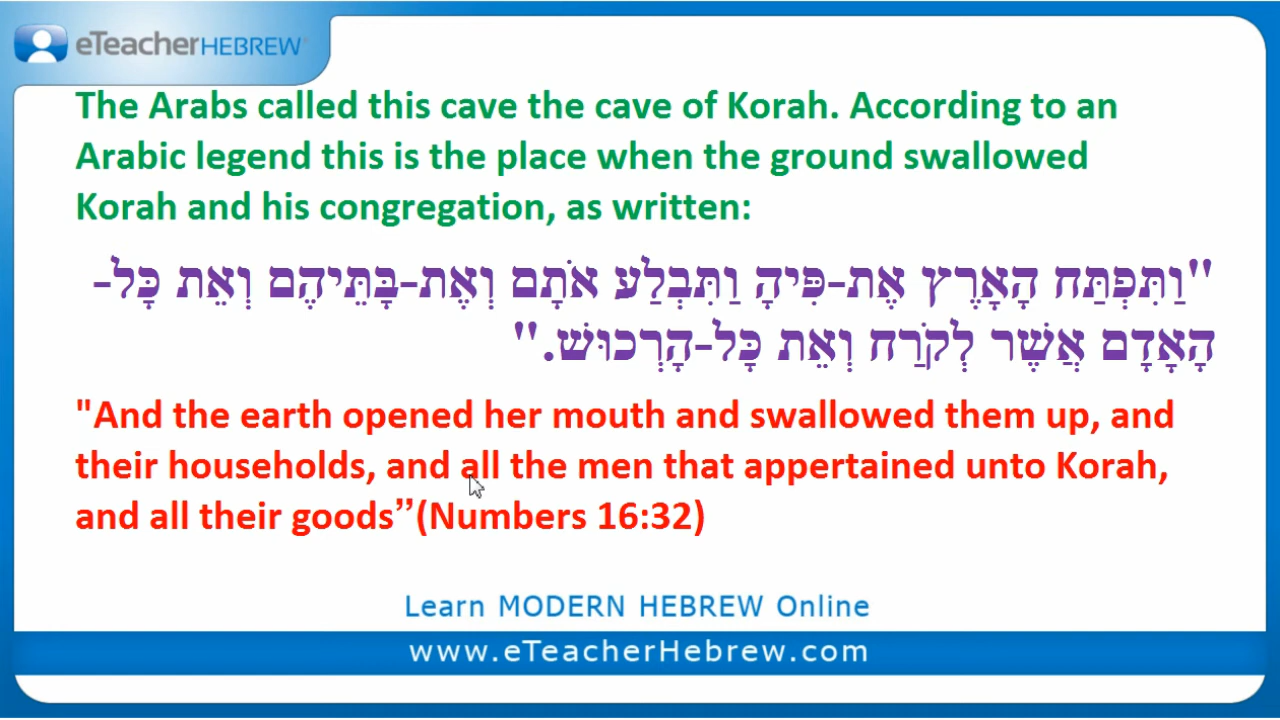 eTeacherHEBREW
The Arabs called this cave the cave of Korah. According to an
Arabic legend this is the place when the ground swallowed
Korah and his congregation, as written:
"וַתִּפְתַּח הָאָרֶץ אֶת-פִּיהָ וַתִּבְלַע אֹתָם וְאֶת-בָּתֵּיהֶם וְאֵת כָּל-
הָאָדָם אֲשֶׁר לְקֹרַח וְאֵת כָּל-הָרְכוּשׁ."
"And the earth opened her mouth and swallowed them up, and
their households, and all the men that appertained unto Korah,
and all their goods”(Numbers 16:32)
Learn MODERN HEBREW Online
www.eTeacherHebrew.com